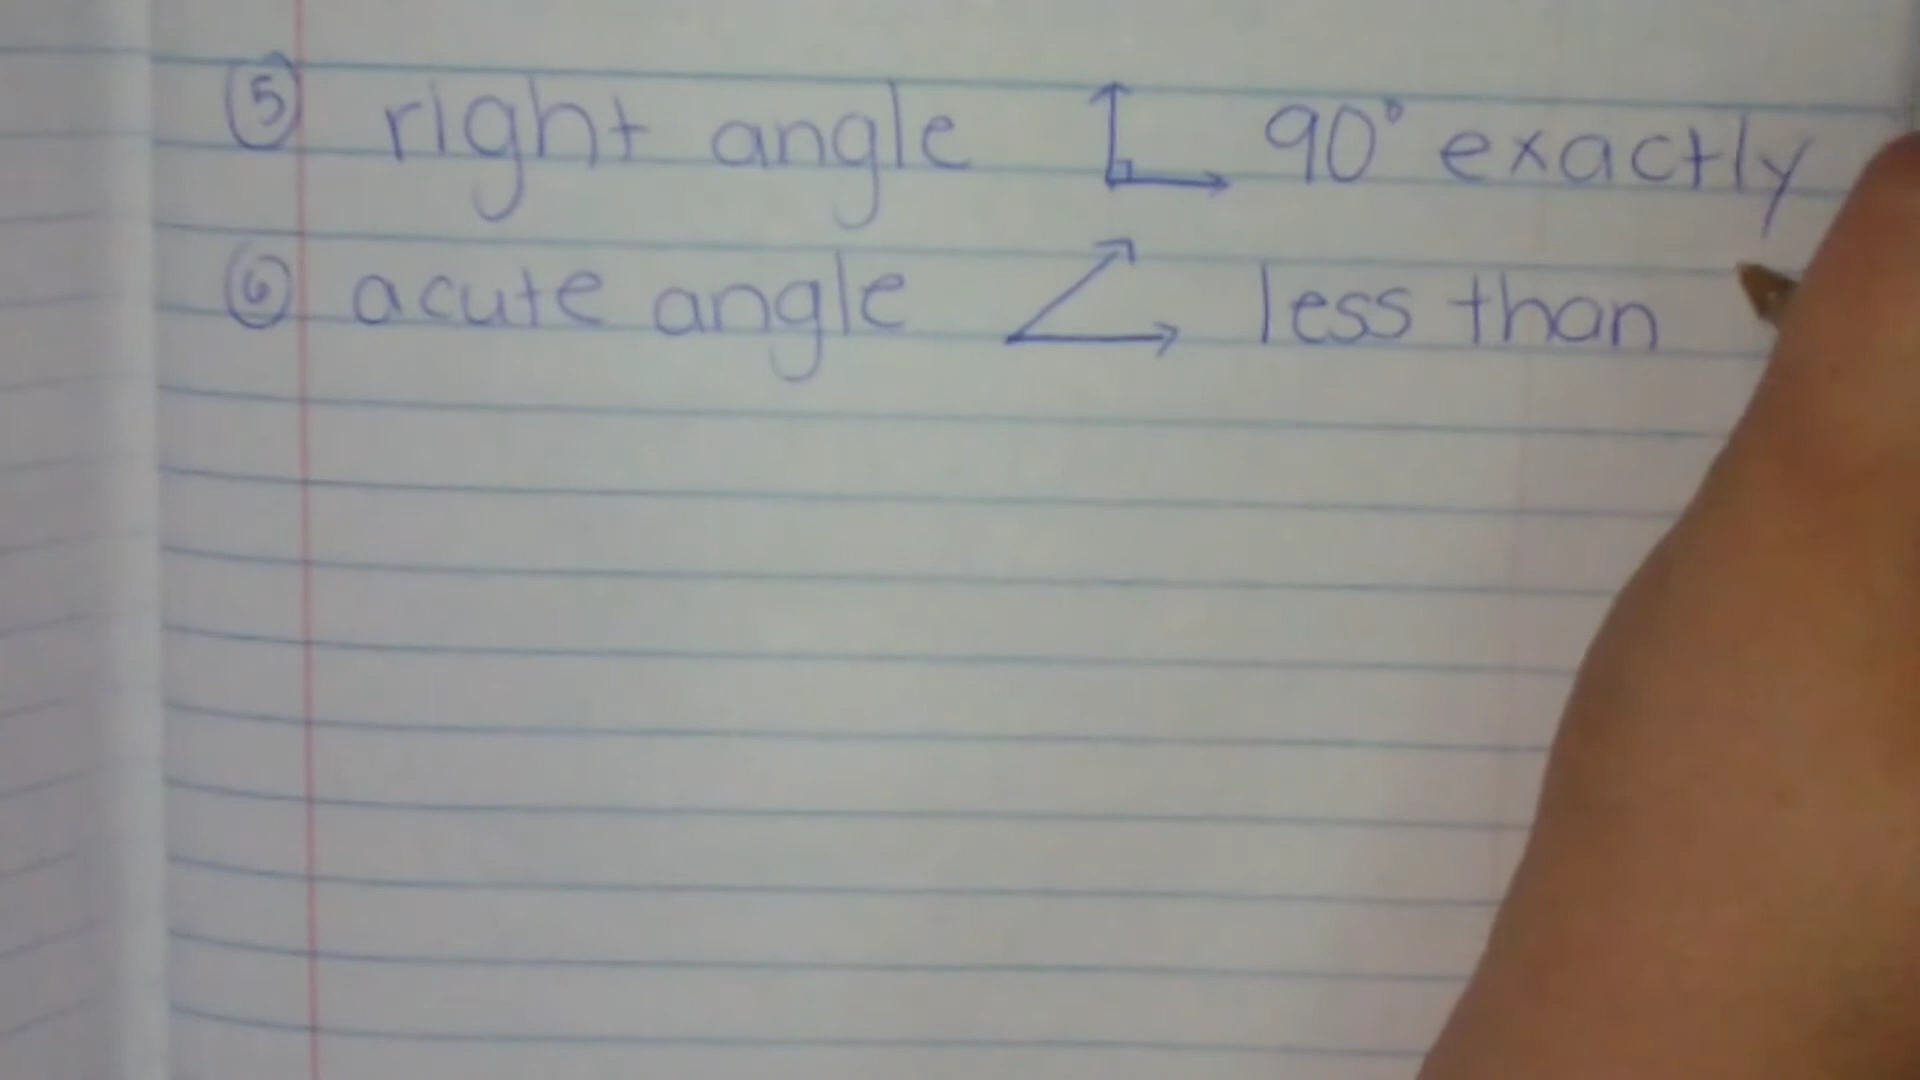 ⑤ right angle 90° exactly
⑥ acute angle less than